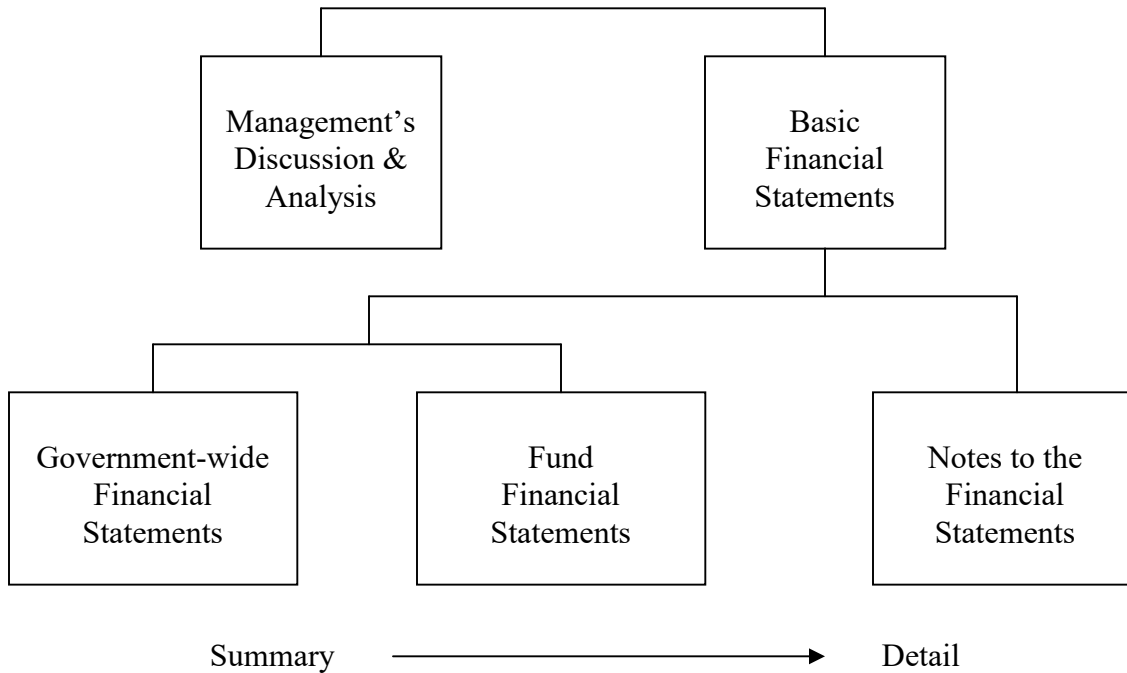 Management’s
Discussion &
Analysis
Basic
Financial
Statements
Government-wide
Financial
Statements
Fund
Financial
Statements
Notes to the
Financial
Statements
Summary
Detail